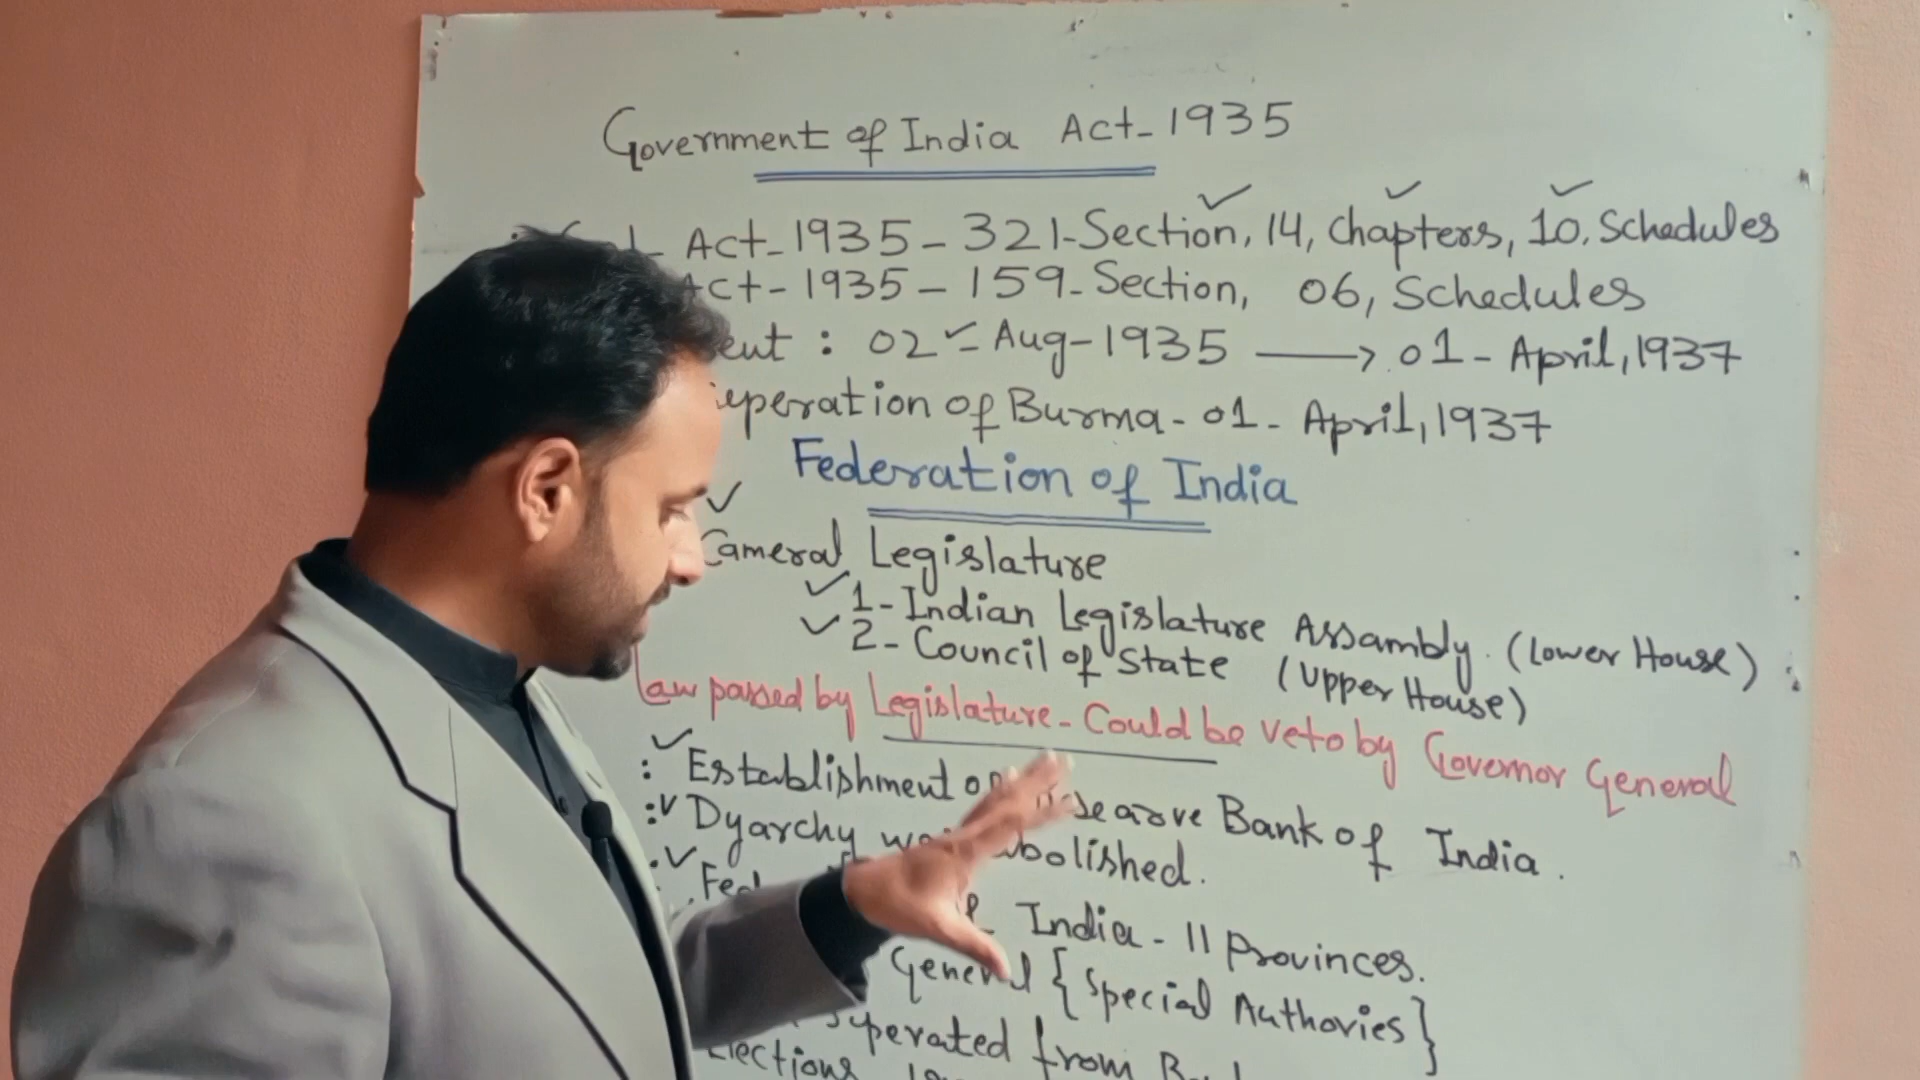 Government of India Act-1935
Act-1935-321-Section, 14, Chapters, 10, Schedules
Act-1935-159-Section, 06, Schedules
: 02-Aug-1935 → 01-April, 1937
of Burma-01-April, 1937
Federation of India
Cameral Legislature
1-Indian Legislature Assambly. (Lower House)
2-Council of State (Upper House)
Law passed by Legislature-Could be veto by Governor General
: Establishment Bank of India.
: Dyarchy abolished.
India-11 Provinces.
General {Special Authories}
from
Elections